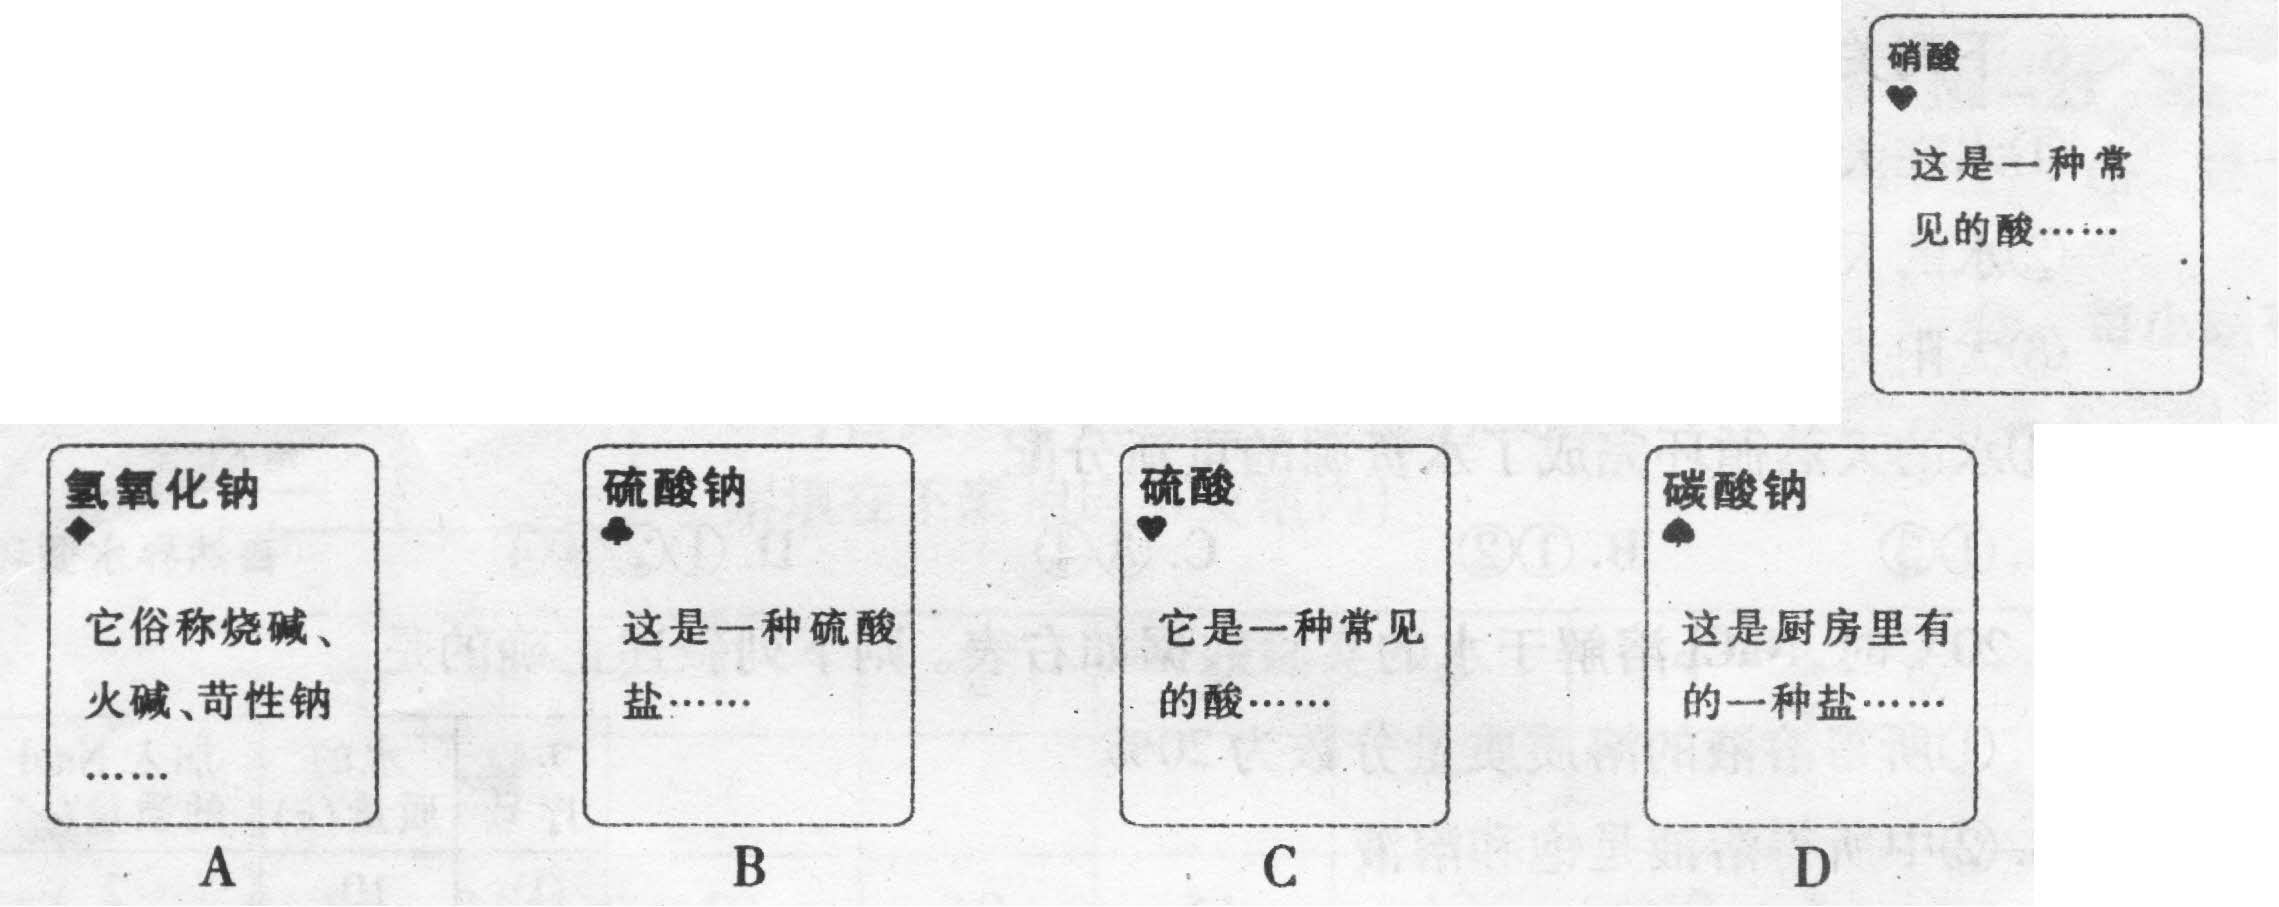 硝酸
这是一种常
见的酸……
氢氧化钠
它俗称烧碱、
火碱、苛性钠
……
A
硫酸钠
这是一种硫酸
盐……
B
硫酸
它是一种常见
的酸……
C
碳酸钠
这是厨房里有
的一种盐……
D